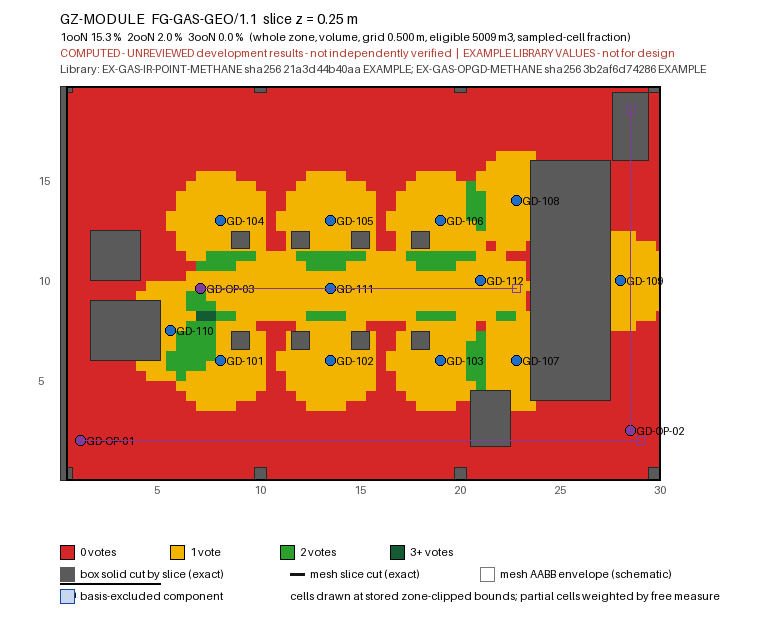 GZ-MODULE FG-GAS-GEO/1.1 slice z = 0.25 m
1ooN 15.3 % 2ooN 2.0 % 3ooN 0.0 % (whole zone, volume, grid 0.500 m, eligible 5009 m3, sampled-cell fraction)
COMPUTED - UNREVIEWED development results - not independently verified | EXAMPLE LIBRARY VALUES - not for design
Library: EX-GAS-IR-POINT-METHANE sha256 21a3d44b40aa EXAMPLE; EX-GAS-OPGD-METHANE sha256 3b2af6d74286 EXAMPLE
15
GD-108
GD-104
GD-105
GD-106
10
GD-112
GD-109
GD-OP-03
GD-111
GD-110
5
GD-101
GD-102
GD-103
GD-107
GD-OP-02
GD-OP-01
5
10
15
20
25
30
0 votes
1 vote
2 votes
3+ votes
box solid cut by slice (exact)
mesh slice cut (exact)
mesh AABB envelope (schematic)
basis-excluded component
cells drawn at stored zone-clipped bounds; partial cells weighted by free measure